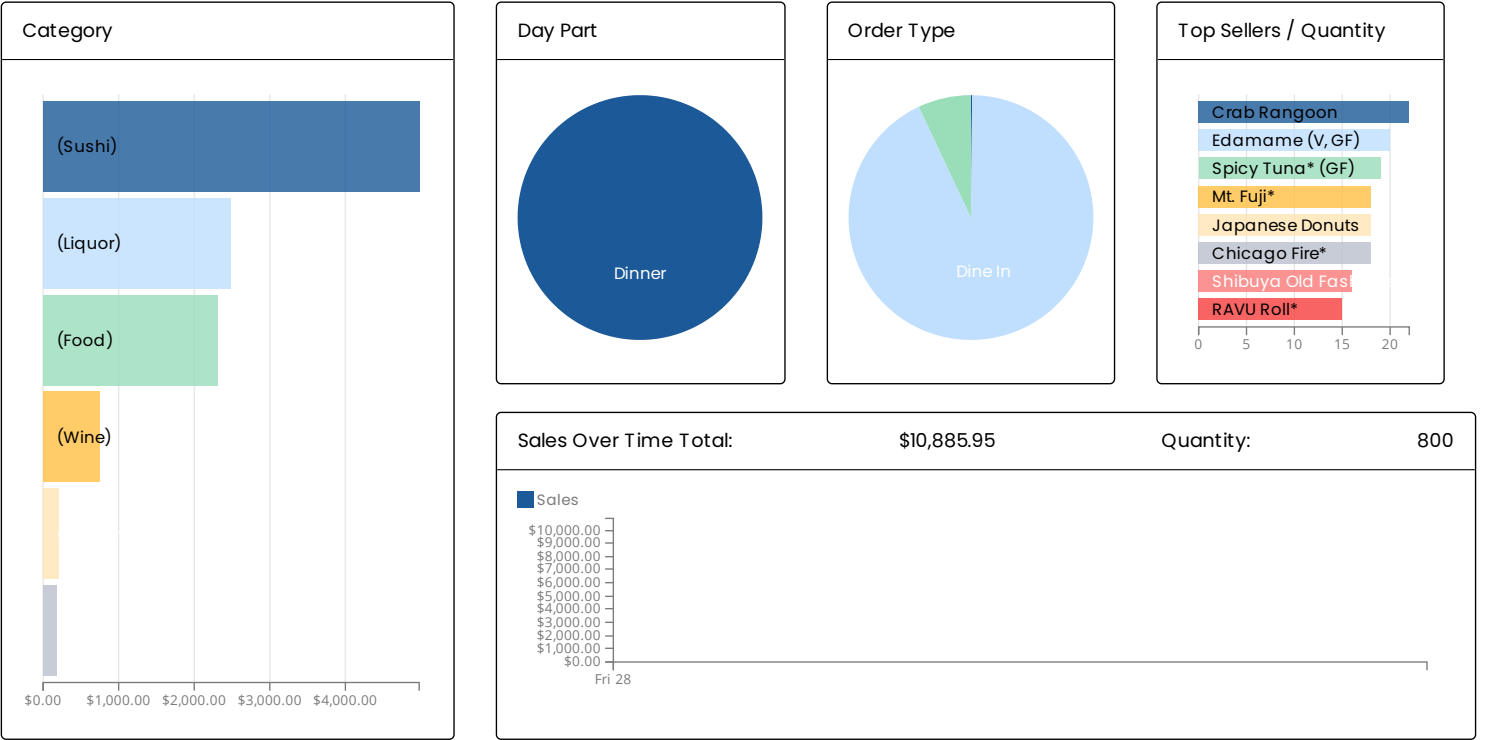 Category
(Sushi)
(Liquor)
(Food)
(Wine)
$0.00 $1,000.00 $2,000.00 $3,000.00 $4,000.00
Day Part
Dinner
Order Type
Dine In
Top Sellers / Quantity
Crab Rangoon
Edamame (V, GF)
Spicy Tuna* (GF)
Mt. Fuji*
Japanese Donuts
Chicago Fire*
Shibuya Old
RAVU Roll*
0 5 10 15 20
Sales Over Time Total: $10,885.95 Quantity: 800
Sales
$10,000.00
$9,000.00
$8,000.00
$7,000.00
$6,000.00
$5,000.00
$4,000.00
$3,000.00
$2,000.00
$1,000.00
$0.00
Fri 28